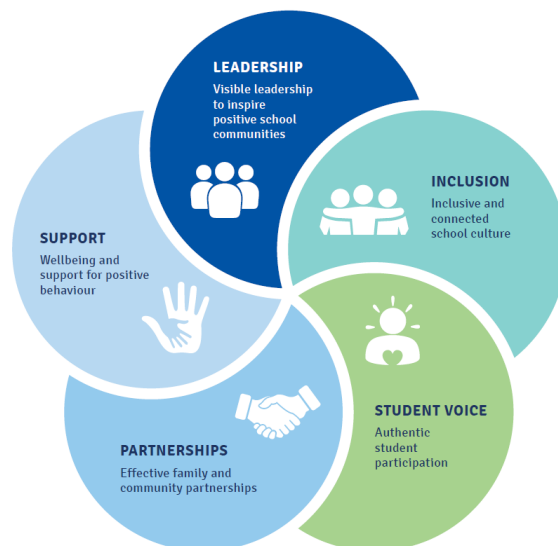 LEADERSHIP
Visible leadership
to inspire
positive school
communities
INCLUSION
Inclusive and
connected
school culture
STUDENT VOICE
Authentic
student
participation
PARTNERSHIPS
Effective family and
community partnerships
SUPPORT
Wellbeing and
support for positive
behaviour